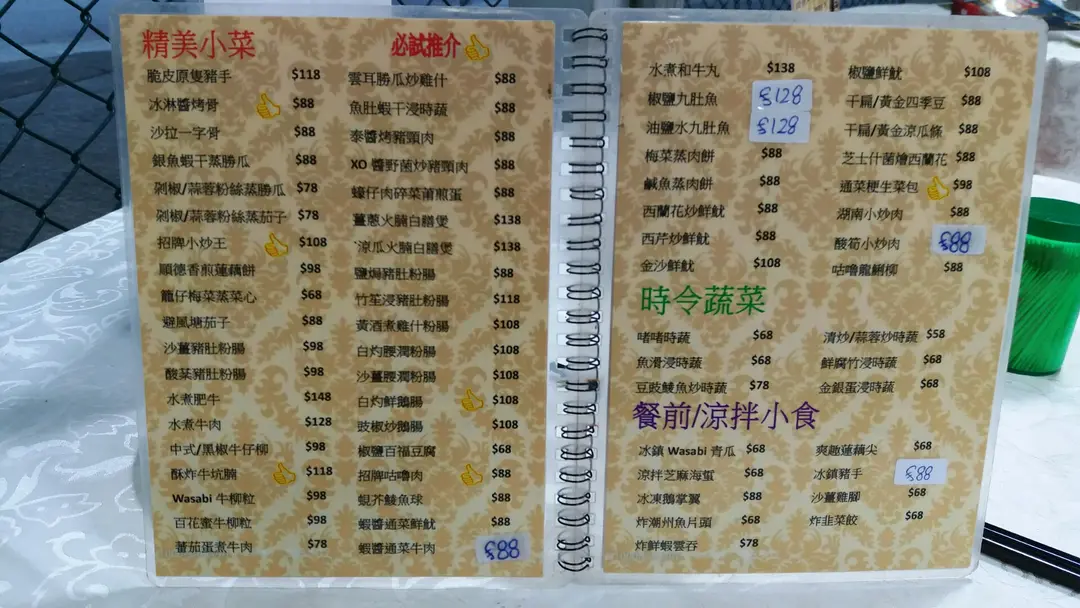 精美小菜
必試推介
脆皮原隻豬手 $118
冰淋醬烤骨 $88
沙拉一字骨 $88
銀魚蝦干蒸勝瓜 $88
剁椒/蒜蓉粉絲蒸勝瓜 $78
剁椒/蒜蓉粉絲蒸茄子 $78
招牌小炒王 $108
順德香煎蓮藕餅 $98
籠仔梅菜蒸菜心 $68
避風塘茄子 $88
沙薑豬肚粉腸 $98
酸菜豬肚粉腸 $98
水煮肥牛 $148
水煮牛肉 $128
中式/黑椒牛仔柳 $98
酥炸牛坑腩 $118
Wasabi 牛柳粒 $98
百花蜜牛柳粒 $98
蕃茄蛋煮牛肉 $78
雲耳勝瓜炒雞什 $88
魚肚蝦干浸時蔬 $88
泰醬烤豬頸肉 $88
XO 醬野菌炒豬頸肉 $88
蠔仔肉碎菜莆煎蛋 $88
薑蔥火腩白膳煲 $138
涼瓜火腩白膳煲 $138
鹽焗豬肚粉腸 $88
竹笙浸豬肚粉腸 $118
黃酒煮雞什粉腸 $108
白灼腰潤粉腸 $108
沙薑腰潤粉腸 $108
白灼鮮鵝腸 $108
豉椒炒鵝腸 $108
椒鹽百福豆腐 $68
招牌咕嚕肉 $88
蜆芥鯪魚球 $88
蝦醬通菜鮮魷 $88
蝦醬通菜牛肉 $88
水煮和牛丸 $138
椒鹽九肚魚 $128
油鹽水九肚魚 $128
梅菜蒸肉餅 $88
鹹魚蒸肉餅 $88
西蘭花炒鮮魷 $88
西芹炒鮮魷 $88
金沙鮮魷 $108
椒鹽鮮魷 $108
干扁/黃金四季豆 $88
干扁/黃金涼瓜條 $88
芝士什菌燴西蘭花 $88
通菜梗生菜包 $98
湖南小炒肉 $88
酸筍小炒肉 $88
咕嚕龍脷柳 $88
時令蔬菜
啫啫時蔬 $68
魚滑浸時蔬 $68
豆豉鯪魚炒時蔬 $78
清炒/蒜蓉炒時蔬 $58
鮮腐竹浸時蔬 $68
金銀蛋浸時蔬 $68
餐前/涼拌小食
冰鎮 Wasabi 青瓜 $68
涼拌芝麻海蜇 $68
冰凍鵝掌翼 $88
炸潮州魚片頭 $68
炸鮮蝦雲吞 $78
爽趣蓮藕尖 $68
冰鎮豬手 $88
沙薑雞腳 $68
炸韭菜餃 $68